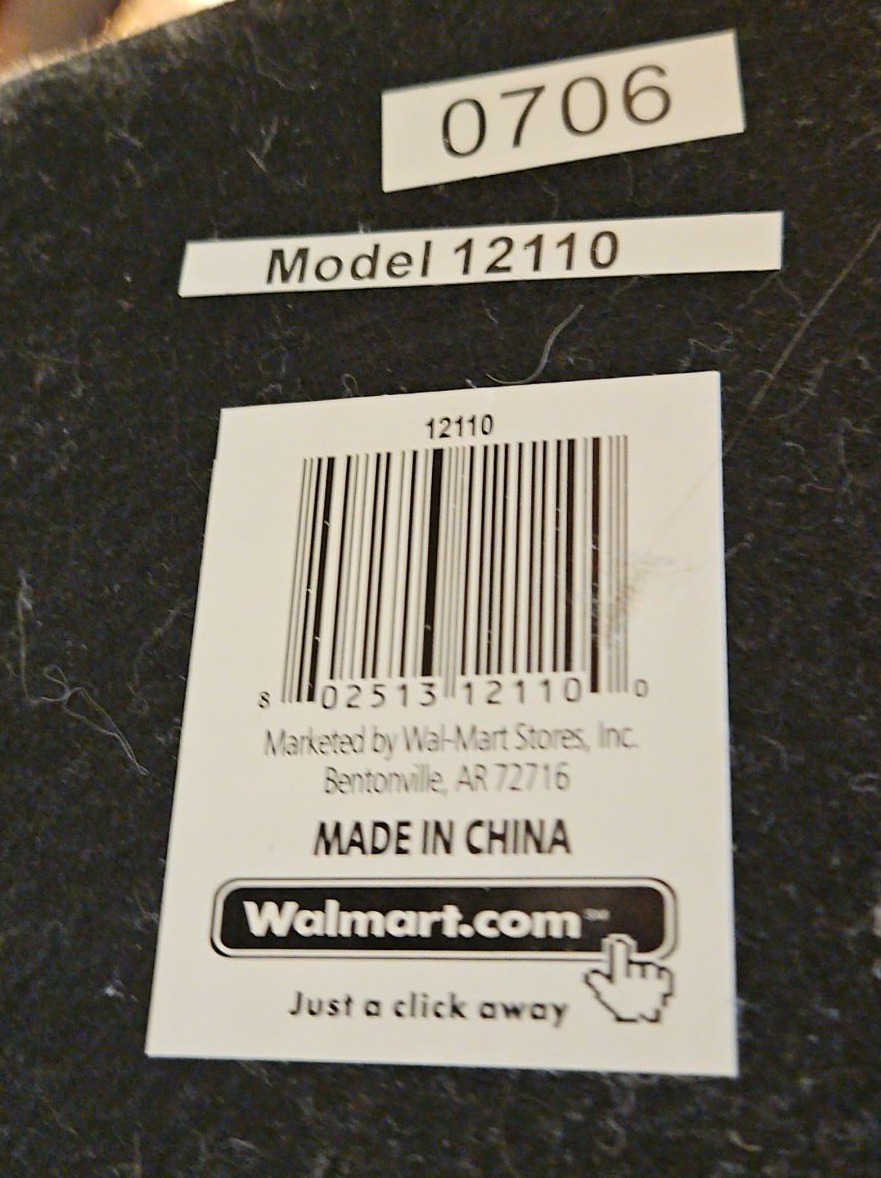 0706
Model 12110
12110
8 02513 12110 0
Marketed by Wal-Mart Stores, Inc.
Bentonville, AR 72716
MADE IN CHINA
Walmart.com™
Just a click away